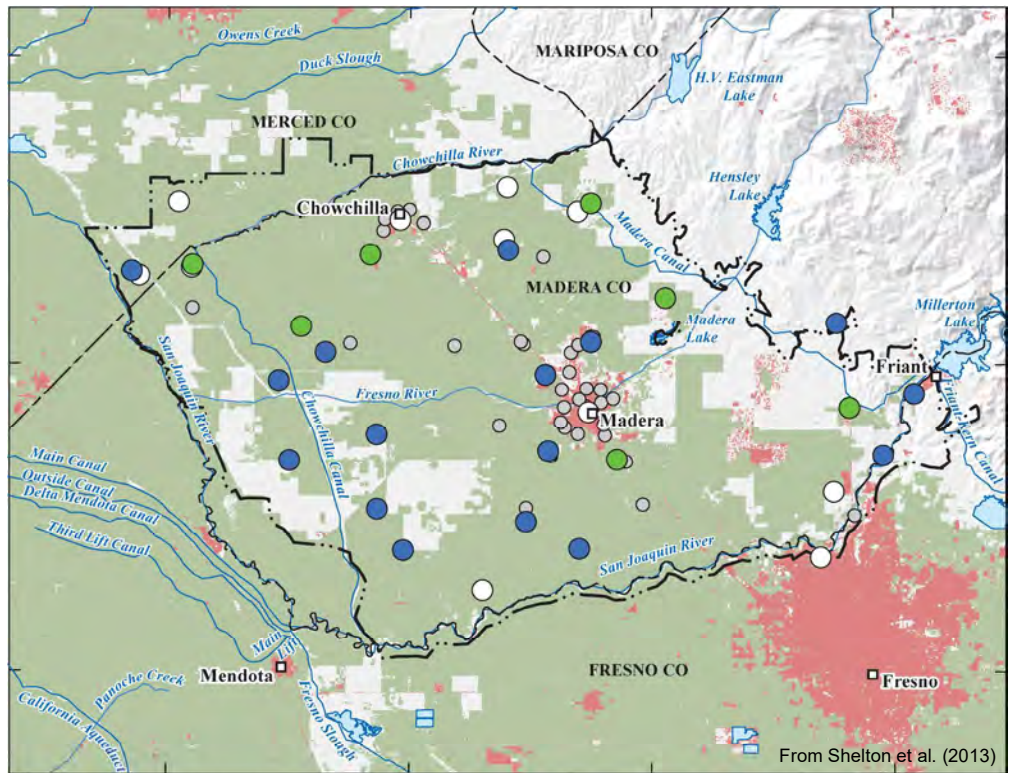 Owens Creek
Duck Slough
MARIPOSA CO
H.V. Eastman
Lake
MERCED CO
Chowchilla River
Hensley
Lake
Chowchilla
Madera Canal
MADERA CO
Millerton
Lake
Madera
Lake
Friant
San Joaquin River
Fresno River
Chowchilla Canal
Friant-Kern Canal
Madera
Main Canal
Outside Canal
Delta Mendota Canal
Third Lift Canal
San Joaquin River
Main
Lift
Mendota
Panoche Creek
FRESNO CO
Fresno
California Aqueduct
Fresno Slough
From Shelton et al. (2013)